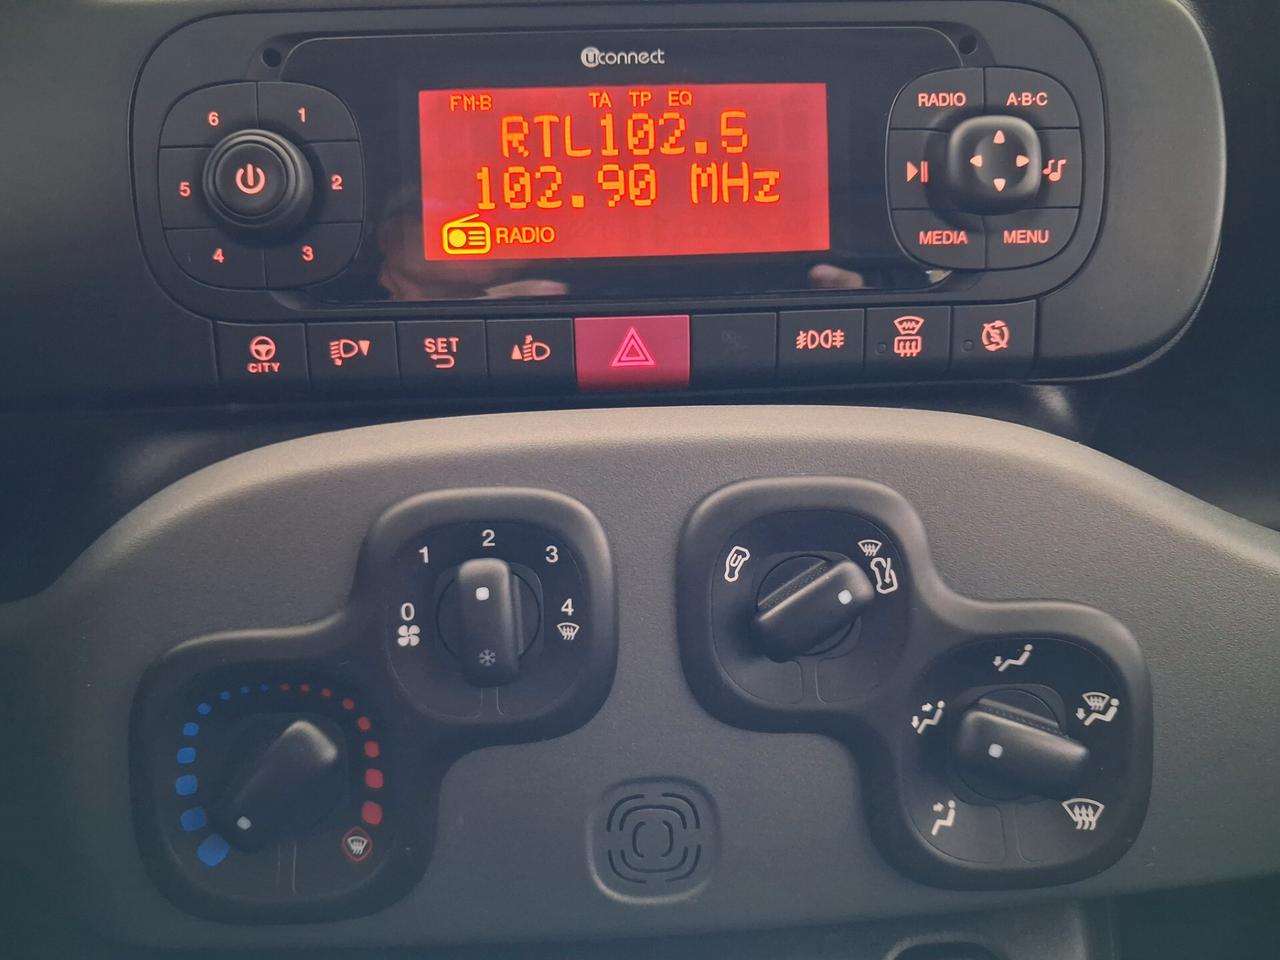 uconnect
FM-B TA TP EQ
RTL102.5
102.90 MHz
RADIO
6 1
5 2
4 3
RADIO A·B·C
MEDIA MENU
CITY
SET
0 1 2 3 4